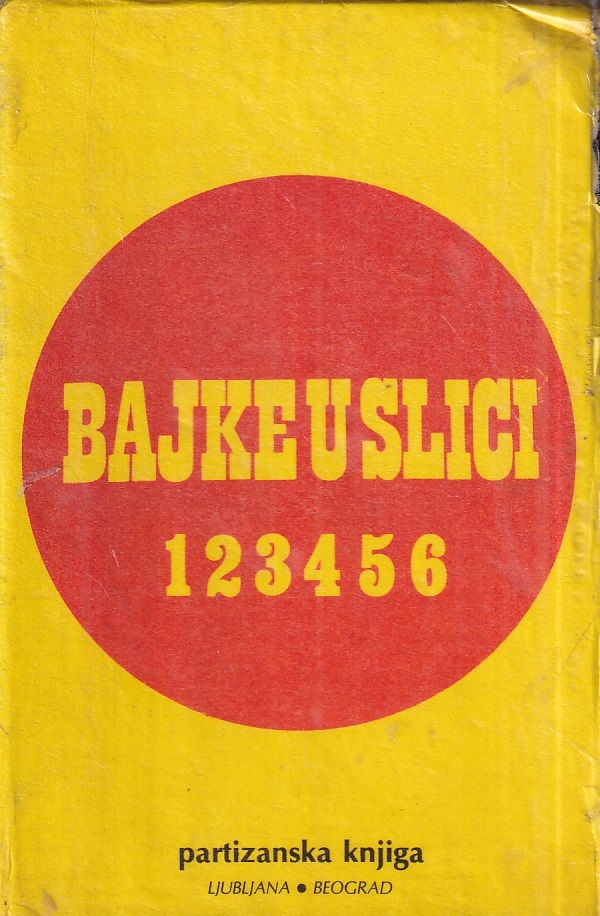 BAJKE U SLICI
1 2 3 4 5 6
partizanska knjiga
LJUBLJANA • BEOGRAD